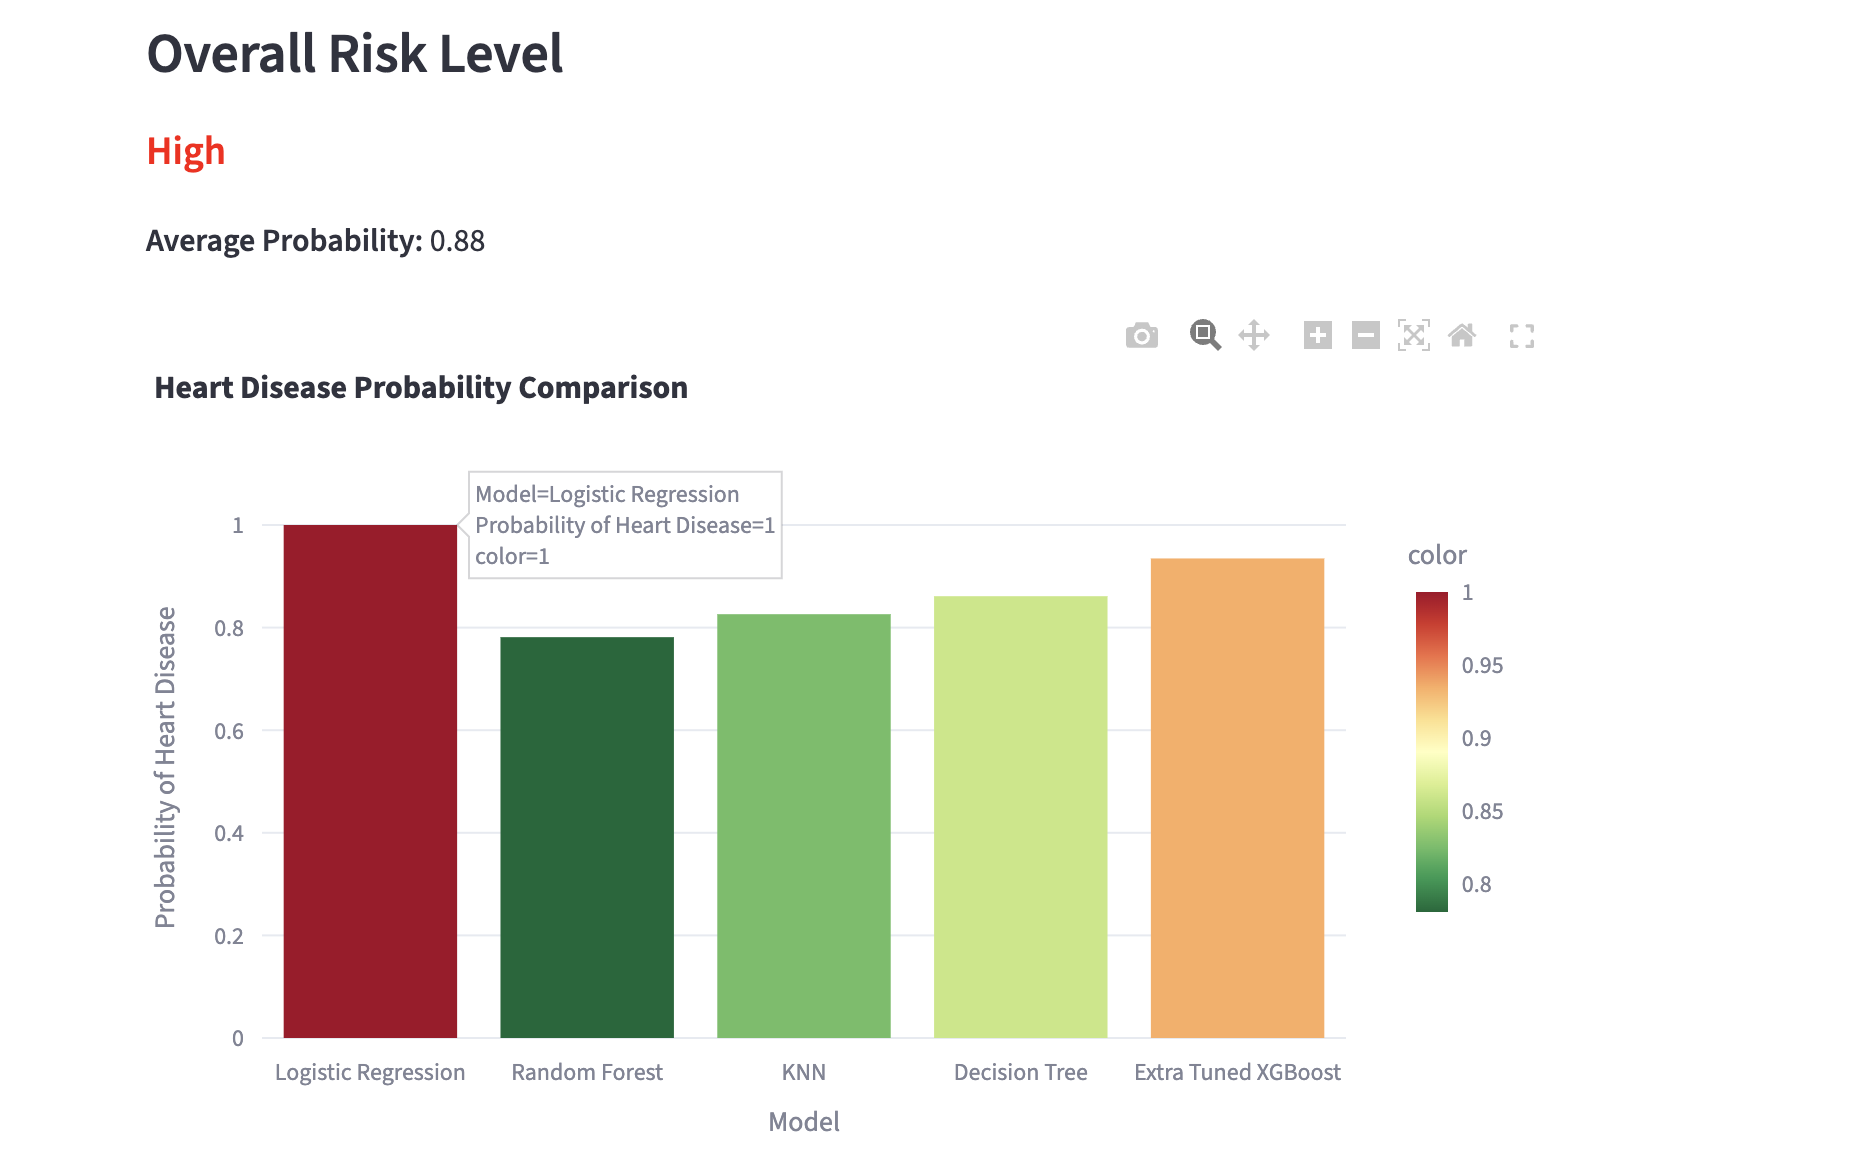 Overall Risk Level
High
Average Probability: 0.88
Heart Disease Probability Comparison
Model=Logistic Regression
Probability of Heart Disease=1
color=1
Probability of Heart Disease
1
0.8
0.6
0.4
0.2
0
Logistic Regression
Random Forest
KNN
Decision Tree
Extra Tuned XGBoost
Model
color
1
0.95
0.9
0.85
0.8